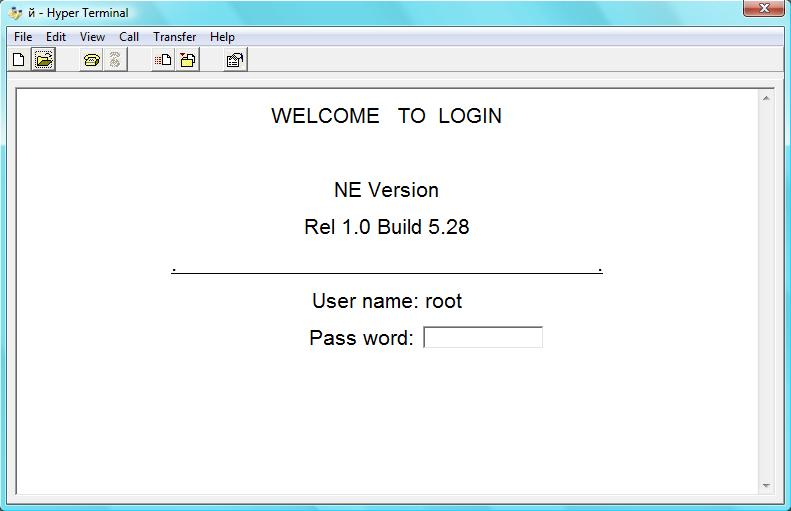 й - Hyper Terminal
File Edit View Call Transfer Help
WELCOME TO LOGIN
NE Version
Rel 1.0 Build 5.28
. .
User name: root
Pass word: